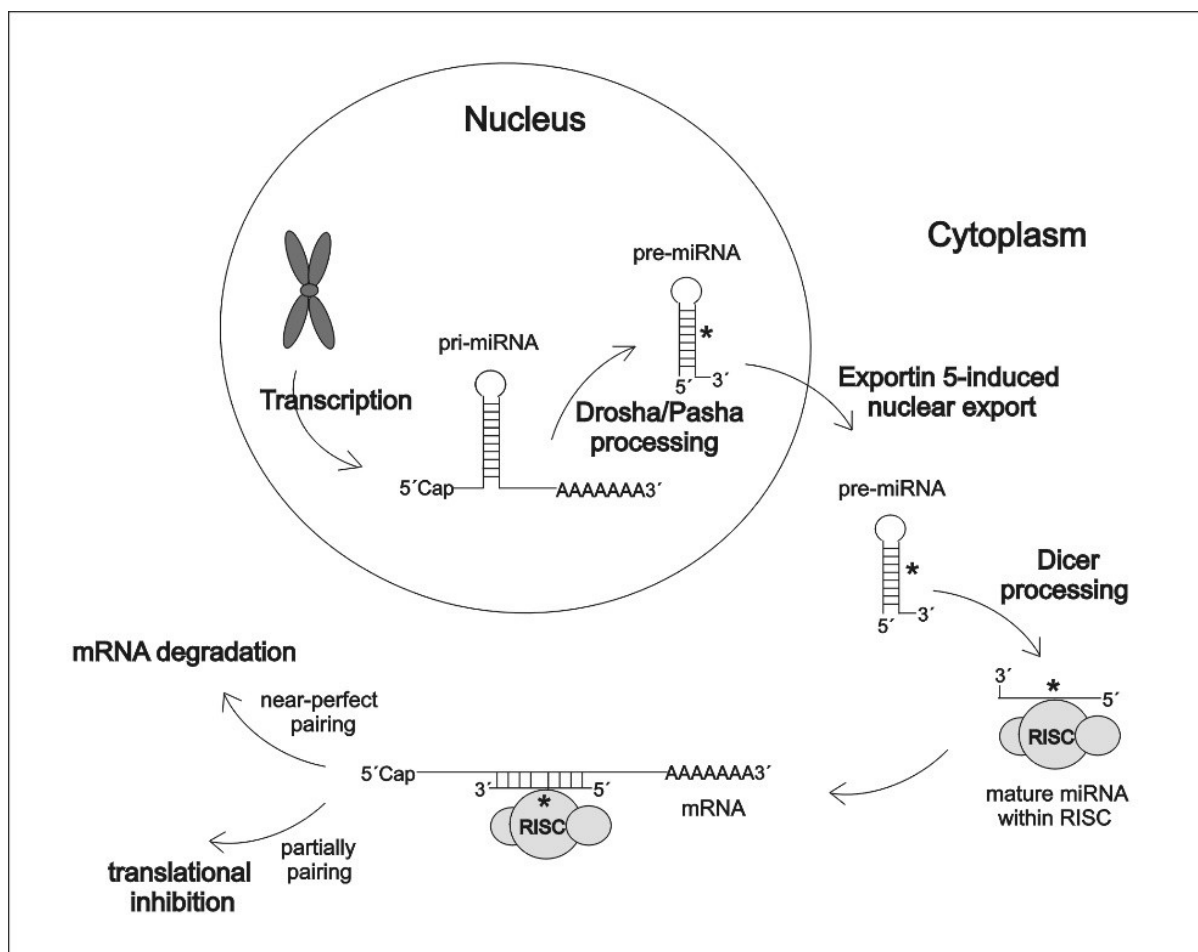 Nucleus
Cytoplasm
Transcription
pri-miRNA
5´Cap
AAAAAAA3´
Drosha/Pasha
processing
pre-miRNA
*
5´
3´
Exportin 5-induced
nuclear export
pre-miRNA
*
5´
3´
Dicer
processing
3´
*
5´
RISC
mature miRNA
within RISC
5´Cap
AAAAAAA3´
3´
5´
mRNA
*
RISC
near-perfect
pairing
mRNA degradation
partially
pairing
translational
inhibition